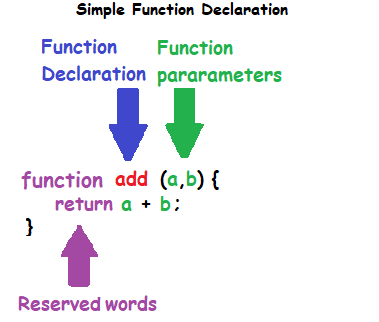 Simple Function Declaration
Function Function
Declaration pararameters
function add (a,b) {
return a + b;
}
Reserved words